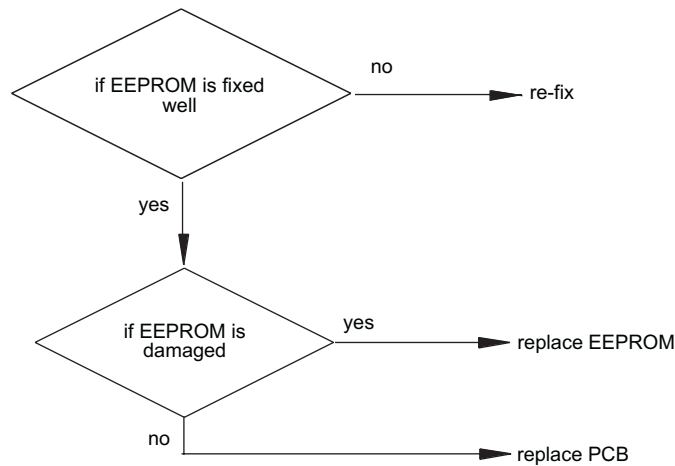 if EEPROM is fixed
well
no
re-fix
yes
if EEPROM is
damaged
yes
replace EEPROM
no
replace PCB